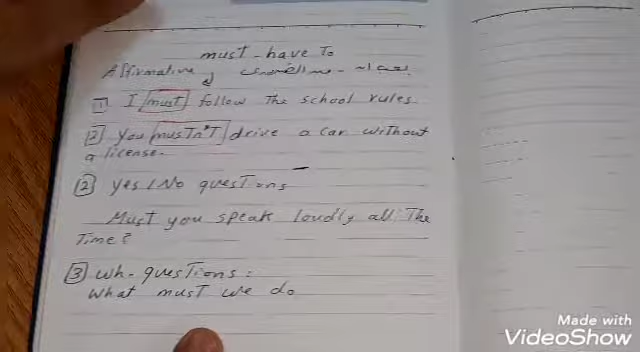 must - have To
Affirmative و
1 I must follow The school rules.
2 You mustn't drive a car without
a license.
2 yes/No questions
Must you speak loudly all The
Time?
3 wh- questions:
what must we do
Made with
VideoShow